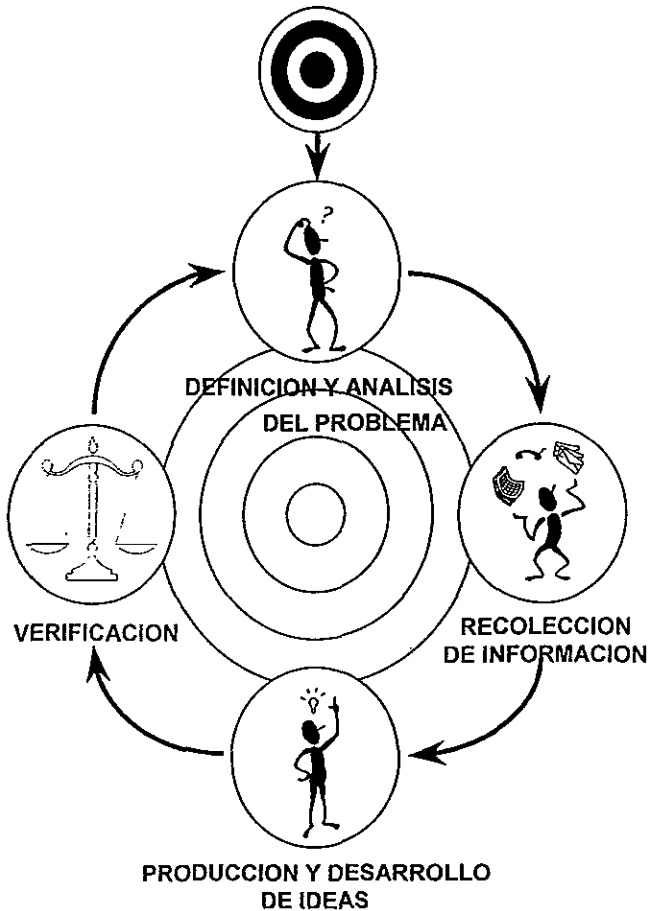 ?
DEFINICION Y ANALISIS
DEL PROBLEMA
RECOLECCION
DE INFORMACION
PRODUCCION Y DESARROLLO
DE IDEAS
VERIFICACION